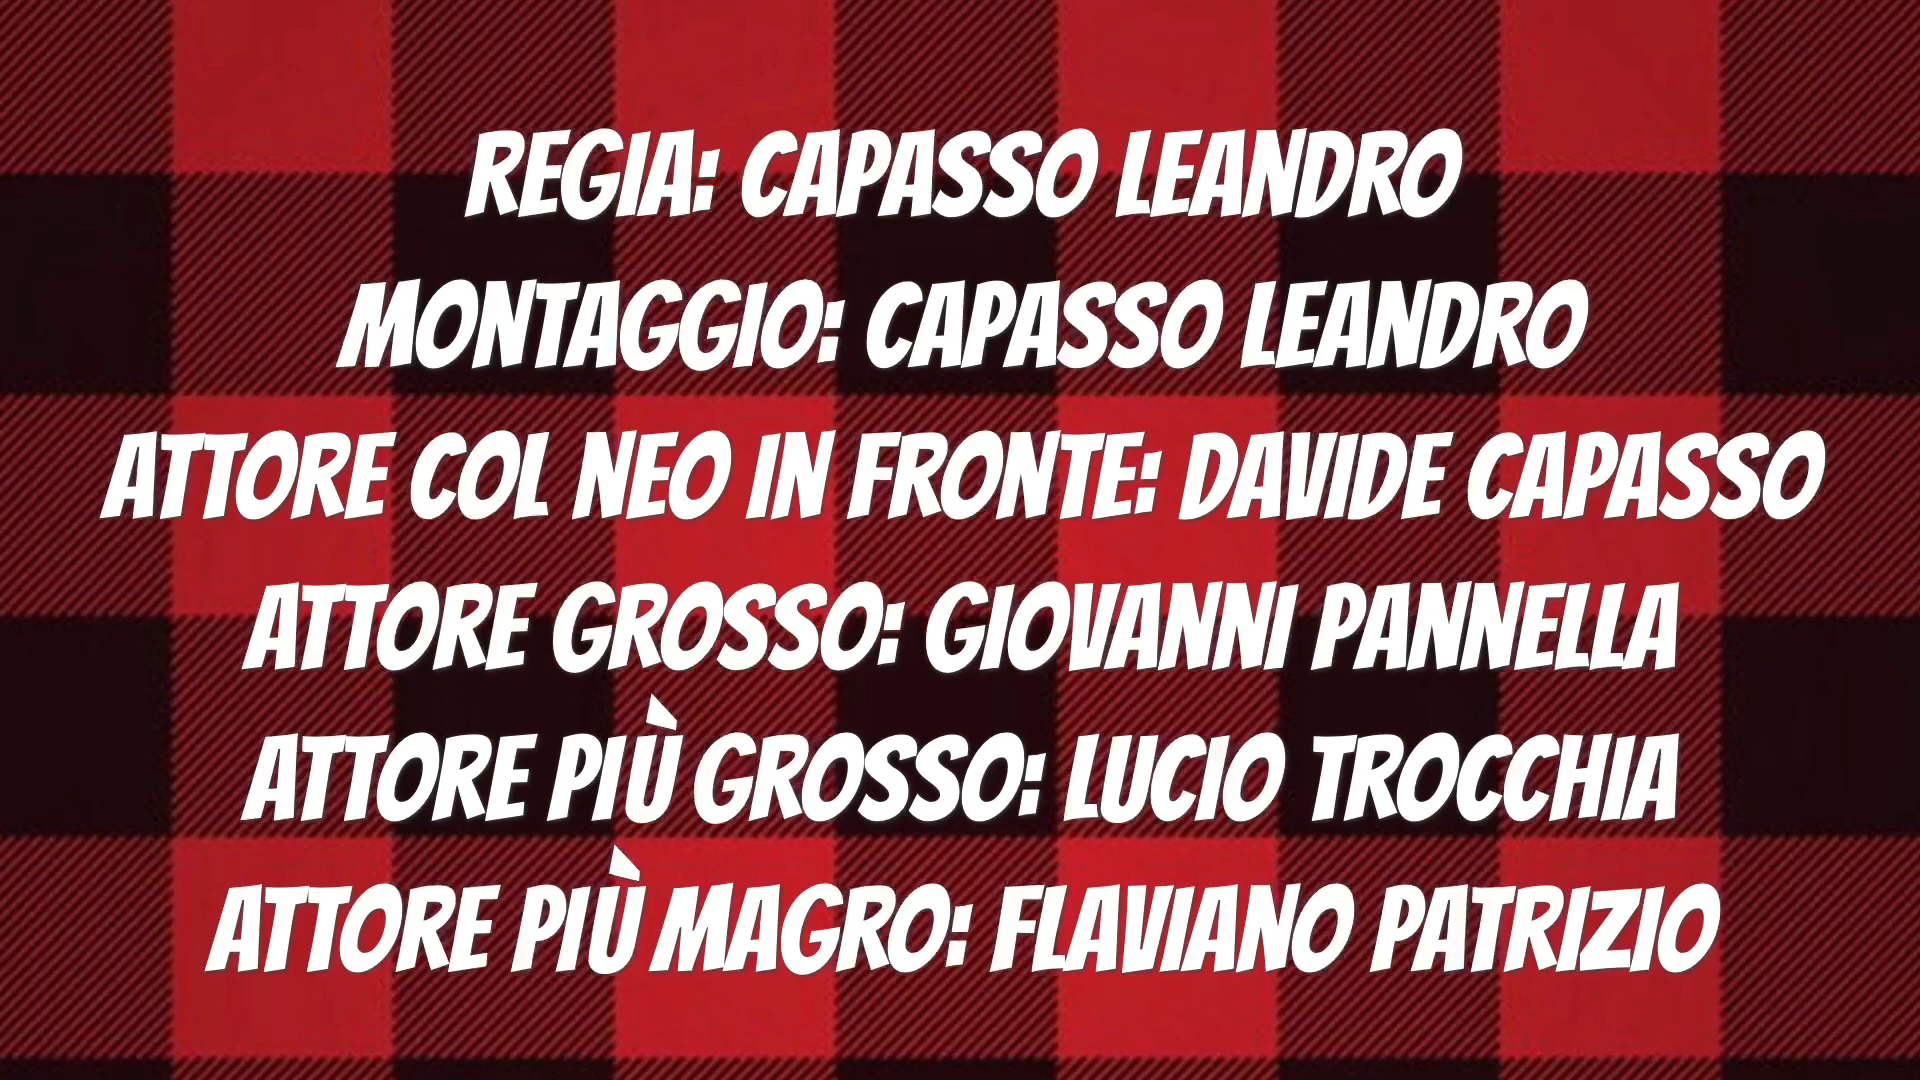 REGIA: CAPASSO LEANDRO
MONTAGGIO: CAPASSO LEANDRO
ATTORE COL NEO IN FRONTE: DAVIDE CAPASSO
ATTORE GROSSO: GIOVANNI PANNELLA
ATTORE PIÙ GROSSO: LUCIO TROCCHIA
ATTORE PIÙ MAGRO: FLAVIANO PATRIZIO